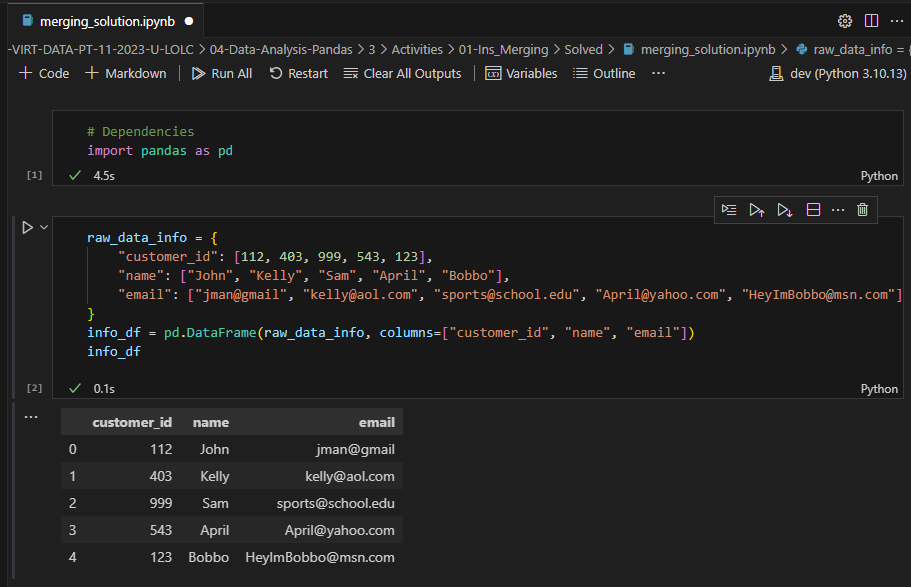 merging_solution.ipynb
-VIRT-DATA-PT-11-2023-U-LOLC > 04-Data-Analysis-Pandas > 3 > Activities > 01-Ins_Merging > Solved > merging_solution.ipynb > raw_data_info = {
+ Code + Markdown | Run All Restart Clear All Outputs | Variables Outline ... dev (Python 3.10.13)
# Dependencies
import pandas as pd
[1] ✓ 4.5s Python
raw_data_info = {
    "customer_id": [112, 403, 999, 543, 123],
    "name": ["John", "Kelly", "Sam", "April","Bobbo"],
    "email": ["jman@gmail", "kelly@aol.com", "sports@school.edu", "April@yahoo.com", "HeyImBobbo@msn.com"]
}
info_df = pd.DataFrame(raw_data_info, columns=["customer_id", "name", "email"])
info_df
[2] ✓ 0.1s Python
customer_id name email
0 112 John jman@gmail
1 403 Kelly kelly@aol.com
2 999 Sam sports@school.edu
3 543 April April@yahoo.com
4 123 Bobbo HeyImBobbo@msn.com